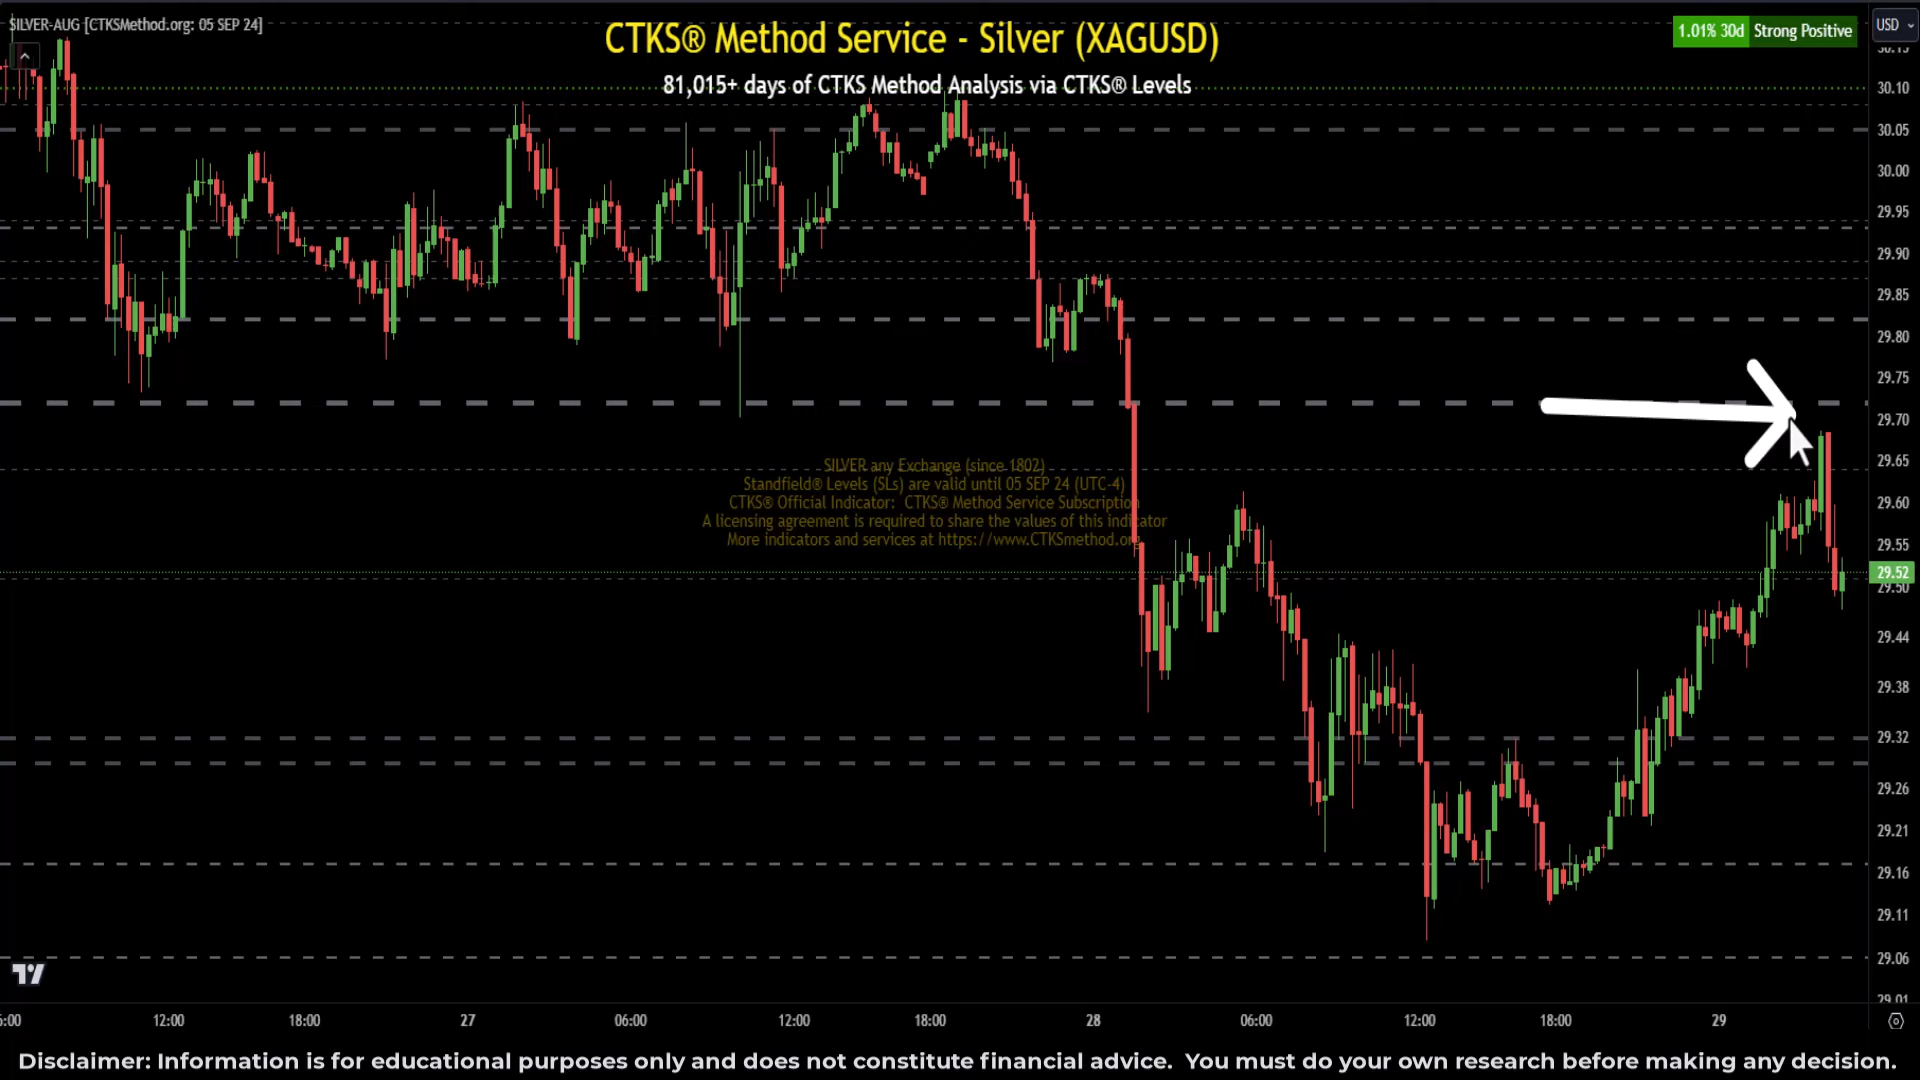 SILVER-AUG [CTKSMethod.org: 05 SEP 24]
CTKS® Method Service - Silver (XAGUSD)
1.01% 30d Strong Positive
USD
81,015+ days of CTKS Method Analysis via CTKS® Levels
30.10
30.05
30.00
29.95
29.90
29.85
29.80
29.75
29.70
29.65
29.60
29.55
29.52
29.50
29.44
29.38
29.32
29.26
29.21
29.16
29.11
29.06
29.01
SILVER any Exchange (since 1802)
Standfield® Levels (SLs) are valid until 05 SEP 24 (UTC-4)
CTKS® Official Indicator: CTKS® Method Service Subscription
A licensing agreement is required to share the values of this indicator
More indicators and services at https://www.CTKSmethod.org
12:00 18:00 27 06:00 12:00 18:00 28 06:00 12:00 18:00 29
Disclaimer: Information is for educational purposes only and does not constitute financial advice. You must do your own research before making any decision.